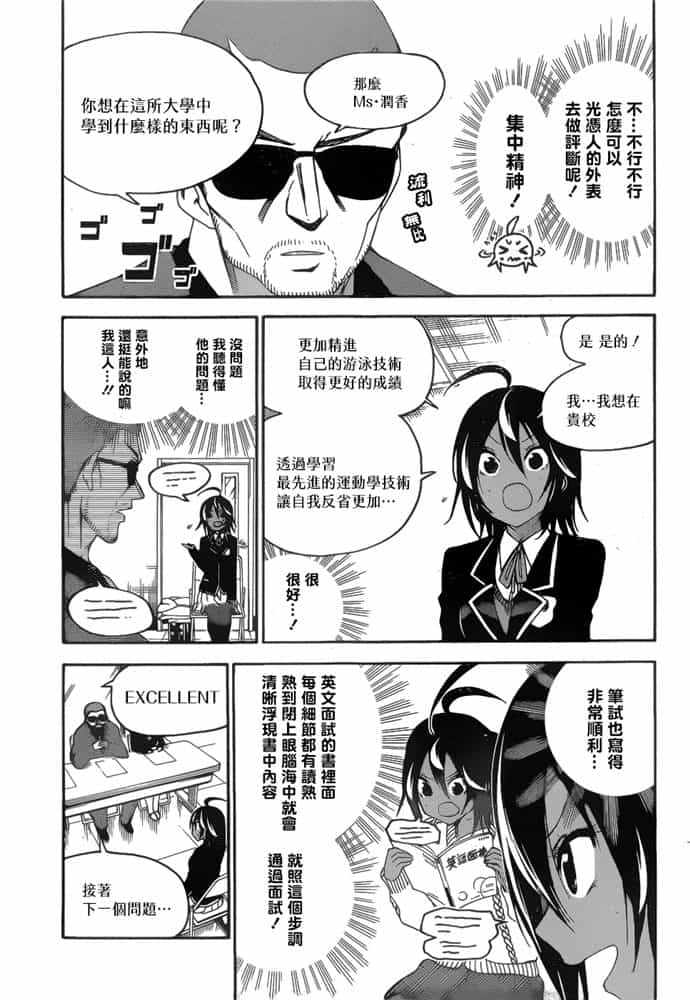 不…不行不行
怎麼可以
光憑人的外表
去做評斷呢！
集中精神！
那麼
Ms·潤香
你想在這所大學中
學到什麼樣的東西呢？
流利
無比
ゴゴ
ゴゴ
是 是的！
我…我想在
貴校
更加精進
自己的游泳技術
取得更好的成績
透過學習
最先進的運動學技術
讓自我反省更加…
很
很好…！
沒問題
我聽得懂
他的問題…
意外地
還挺能說的嘛
我這人…!!
筆試也寫得
非常順利…
英文面試的書裡面
每個細節都有讀熟
熟到閉上眼腦海中就會
清晰浮現書中內容
就照這個步調
通過面試！
英語面接
EXCELLENT
接著
下一個問題…